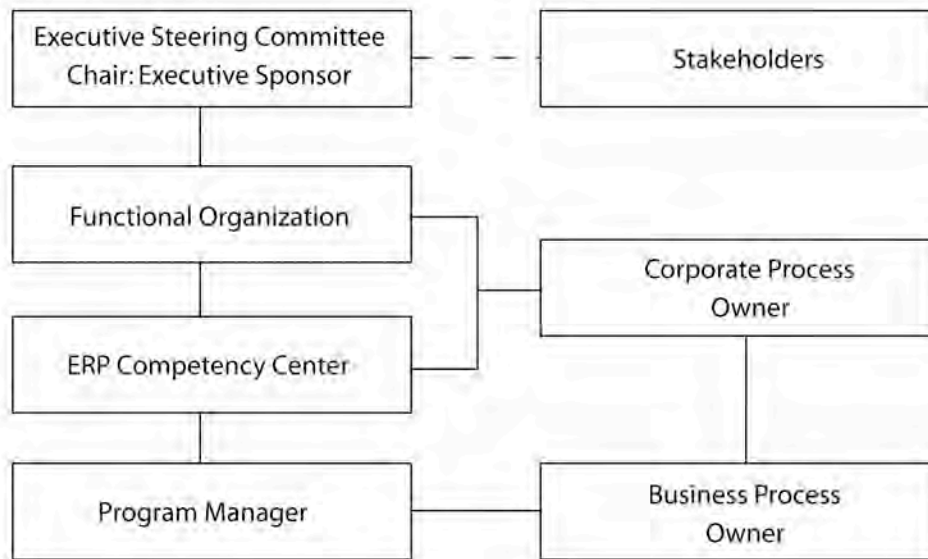 Executive Steering Committee
Chair: Executive Sponsor
Stakeholders
Functional Organization
Corporate Process
Owner
ERP Competency Center
Program Manager
Business Process
Owner